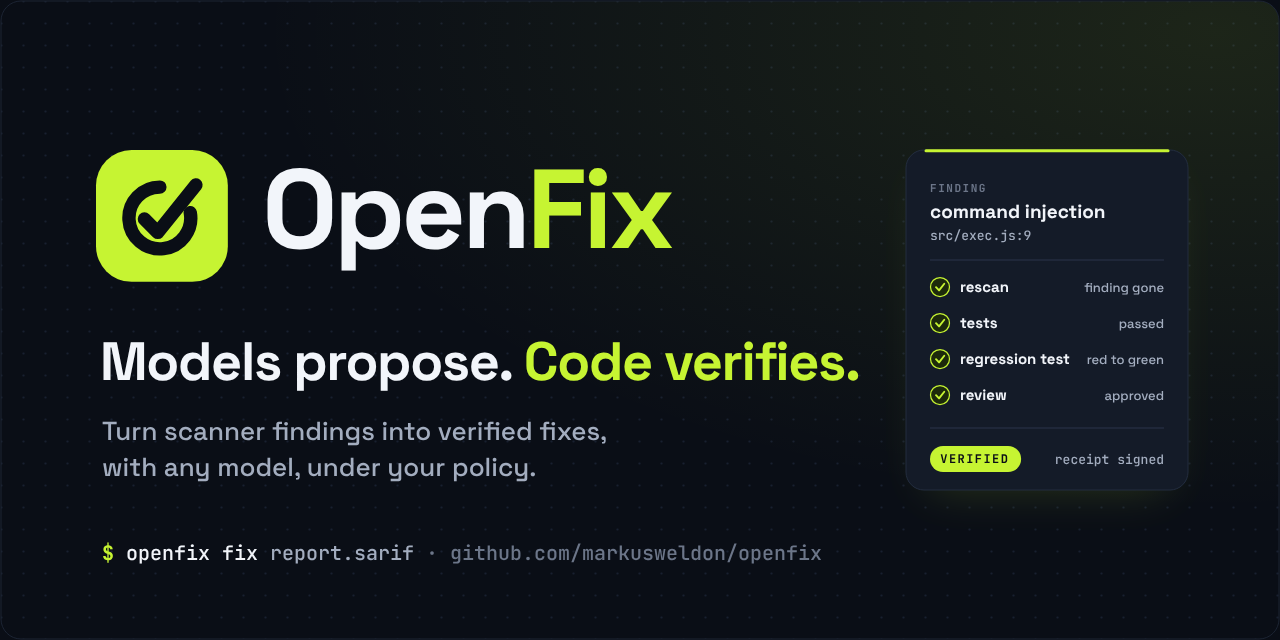 OpenFix
Models propose. Code verifies.
Turn scanner findings into verified fixes,
with any model, under your policy.
$ openfix fix report.sarif · github.com/markusweldon/openfix
FINDING
command injection
src/exec.js:9
rescan finding gone
tests passed
regression test red to green
review approved
VERIFIED receipt signed